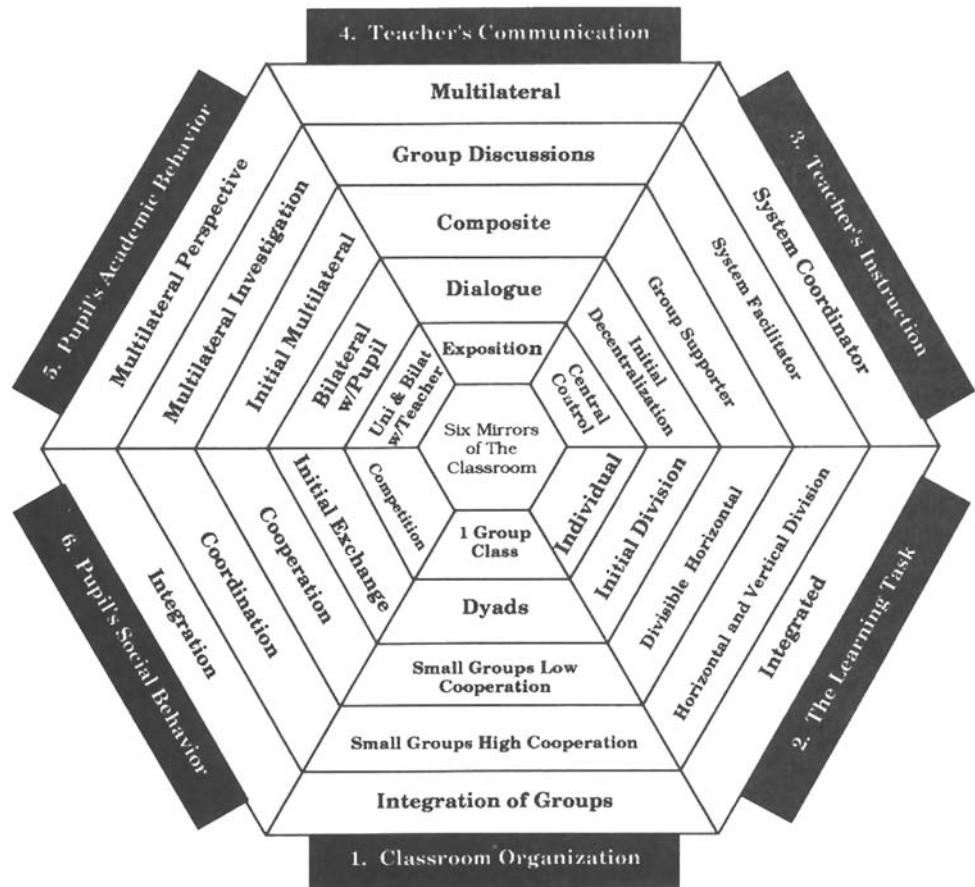 4. Teacher's Communication
Multilateral
Group Discussions
Composite
Dialogue
Exposition
3. Teacher's Instruction
System Coordinator
System Facilitator
Group Supporter
Initial
Decentralization
Central
Control
5. Pupil's Academic Behavior
Multilateral Perspective
Multilateral Investigation
Initial Multilateral
Bilateral
w/Pupil
Uni & Bilat
w/Teacher
Six Mirrors
of The
Classroom
6. Pupil's Social Behavior
Integration
Coordination
Cooperation
Initial Exchange
Competition
Individual
Initial Division
Divisible Horizontal
Horizontal and Vertical Division
Integrated
2. The Learning Task
1 Group
Class
Dyads
Small Groups Low
Cooperation
Small Groups High Cooperation
Integration of Groups
1. Classroom Organization